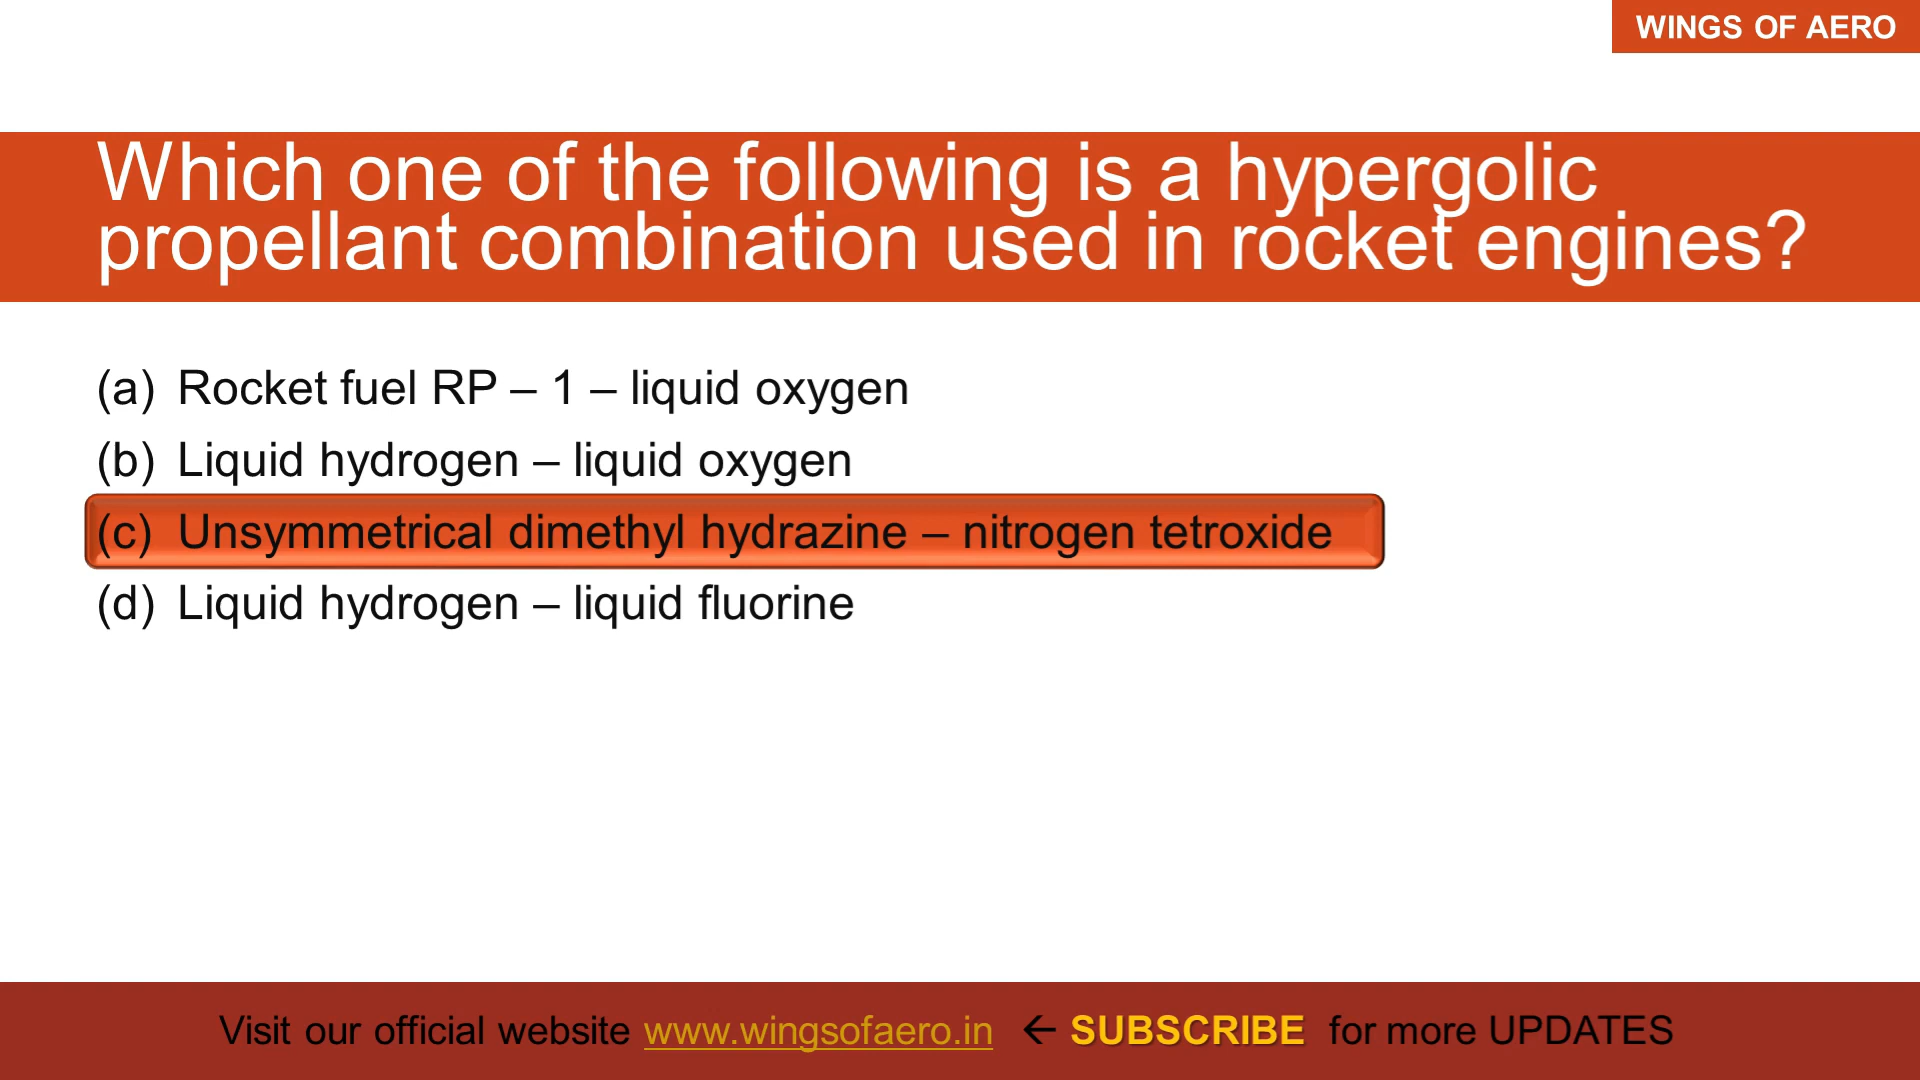 WINGS OF AERO
Which one of the following is a hypergolic
propellant combination used in rocket engines?
(a) Rocket fuel RP – 1 – liquid oxygen
(b) Liquid hydrogen – liquid oxygen
(c) Unsymmetrical dimethyl hydrazine – nitrogen tetroxide
(d) Liquid hydrogen – liquid fluorine
Visit our official website www.wingsofaero.in ← SUBSCRIBE for more UPDATES